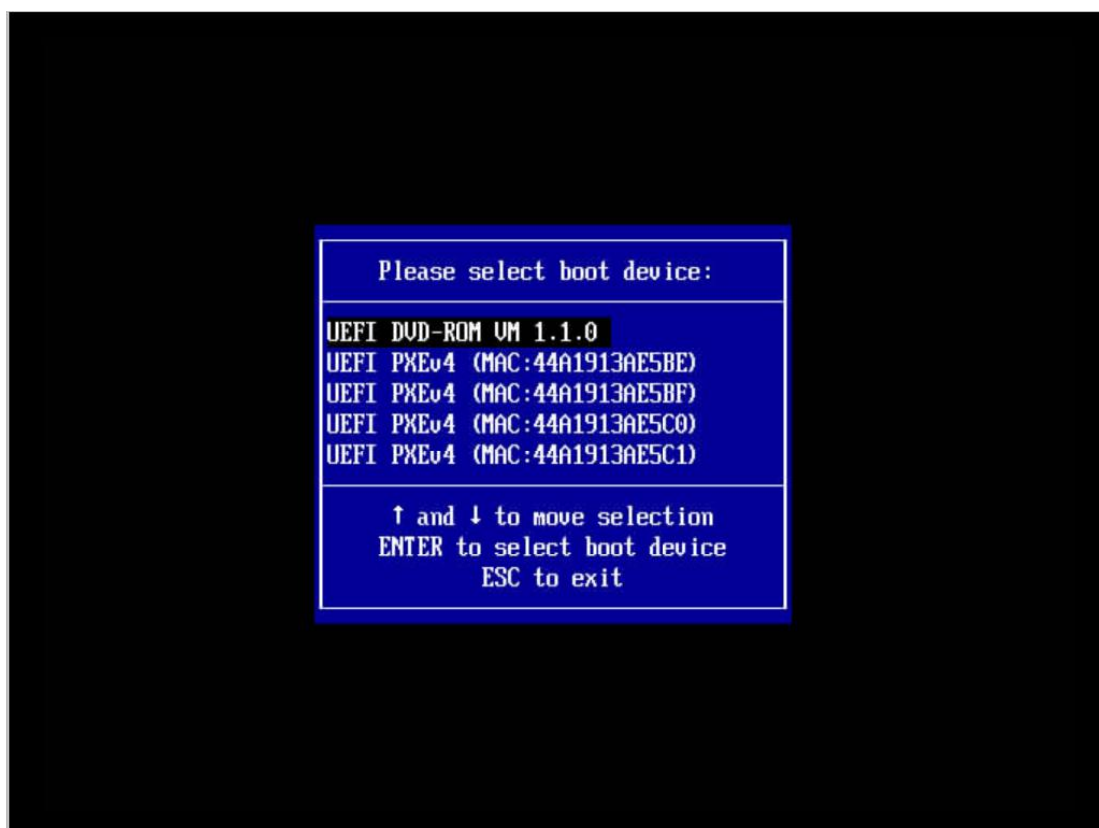 Please select boot device:
UEFI DVD-ROM VM 1.1.0
UEFI PXEv4 (MAC:44A1913AE5BE)
UEFI PXEv4 (MAC:44A1913AE5BF)
UEFI PXEv4 (MAC:44A1913AE5C0)
UEFI PXEv4 (MAC:44A1913AE5C1)
↑ and ↓ to move selection
ENTER to select boot device
ESC to exit